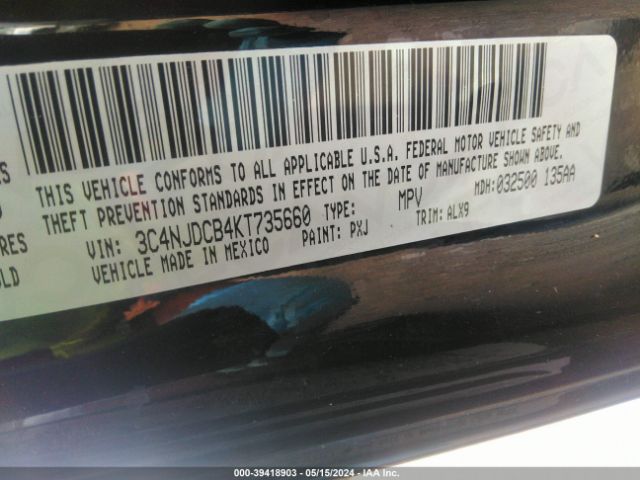 THIS VEHICLE CONFORMS TO ALL APPLICABLE U.S.A. FEDERAL MOTOR VEHICLE SAFETY AND
THEFT PREVENTION STANDARDS IN EFFECT ON THE DATE OF MANUFACTURE SHOWN ABOVE.
MDH:032500 135AA
VIN: 3C4NJDCB4KT735660 TYPE: MPV
VEHICLE MADE IN MEXICO PAINT: PXJ TRIM: ALX9
000-39418903 - 05/15/2024 - IAA Inc.